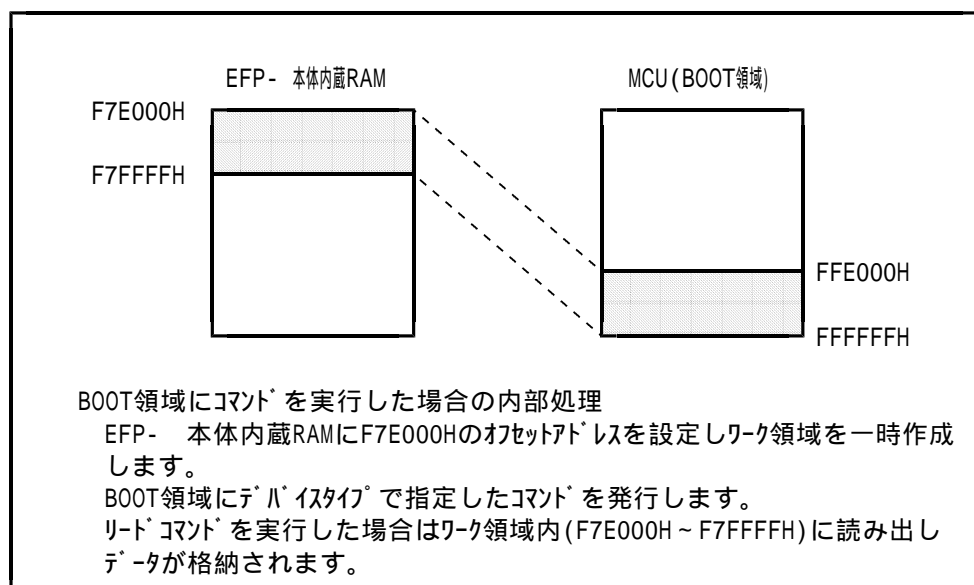 EFP-　本体内蔵RAM
MCU(BOOT領域)
F7E000H
F7FFFFH
FFE000H
FFFFFFH
BOOT領域にｺﾏﾝﾄﾞを実行した場合の内部処理
EFP-　本体内蔵RAMにF7E000Hのｵﾌｾｯﾄｱﾄﾞﾚｽを設定しﾜｰｸ領域を一時作成
します。
BOOT領域にﾃﾞﾊﾞｲｽﾀｲﾌﾟで指定したｺﾏﾝﾄﾞを発行します。
ﾘｰﾄﾞｺﾏﾝﾄﾞを実行した場合はﾜｰｸ領域内(F7E000H～F7FFFFH)に読み出し
ﾃﾞｰﾀが格納されます。